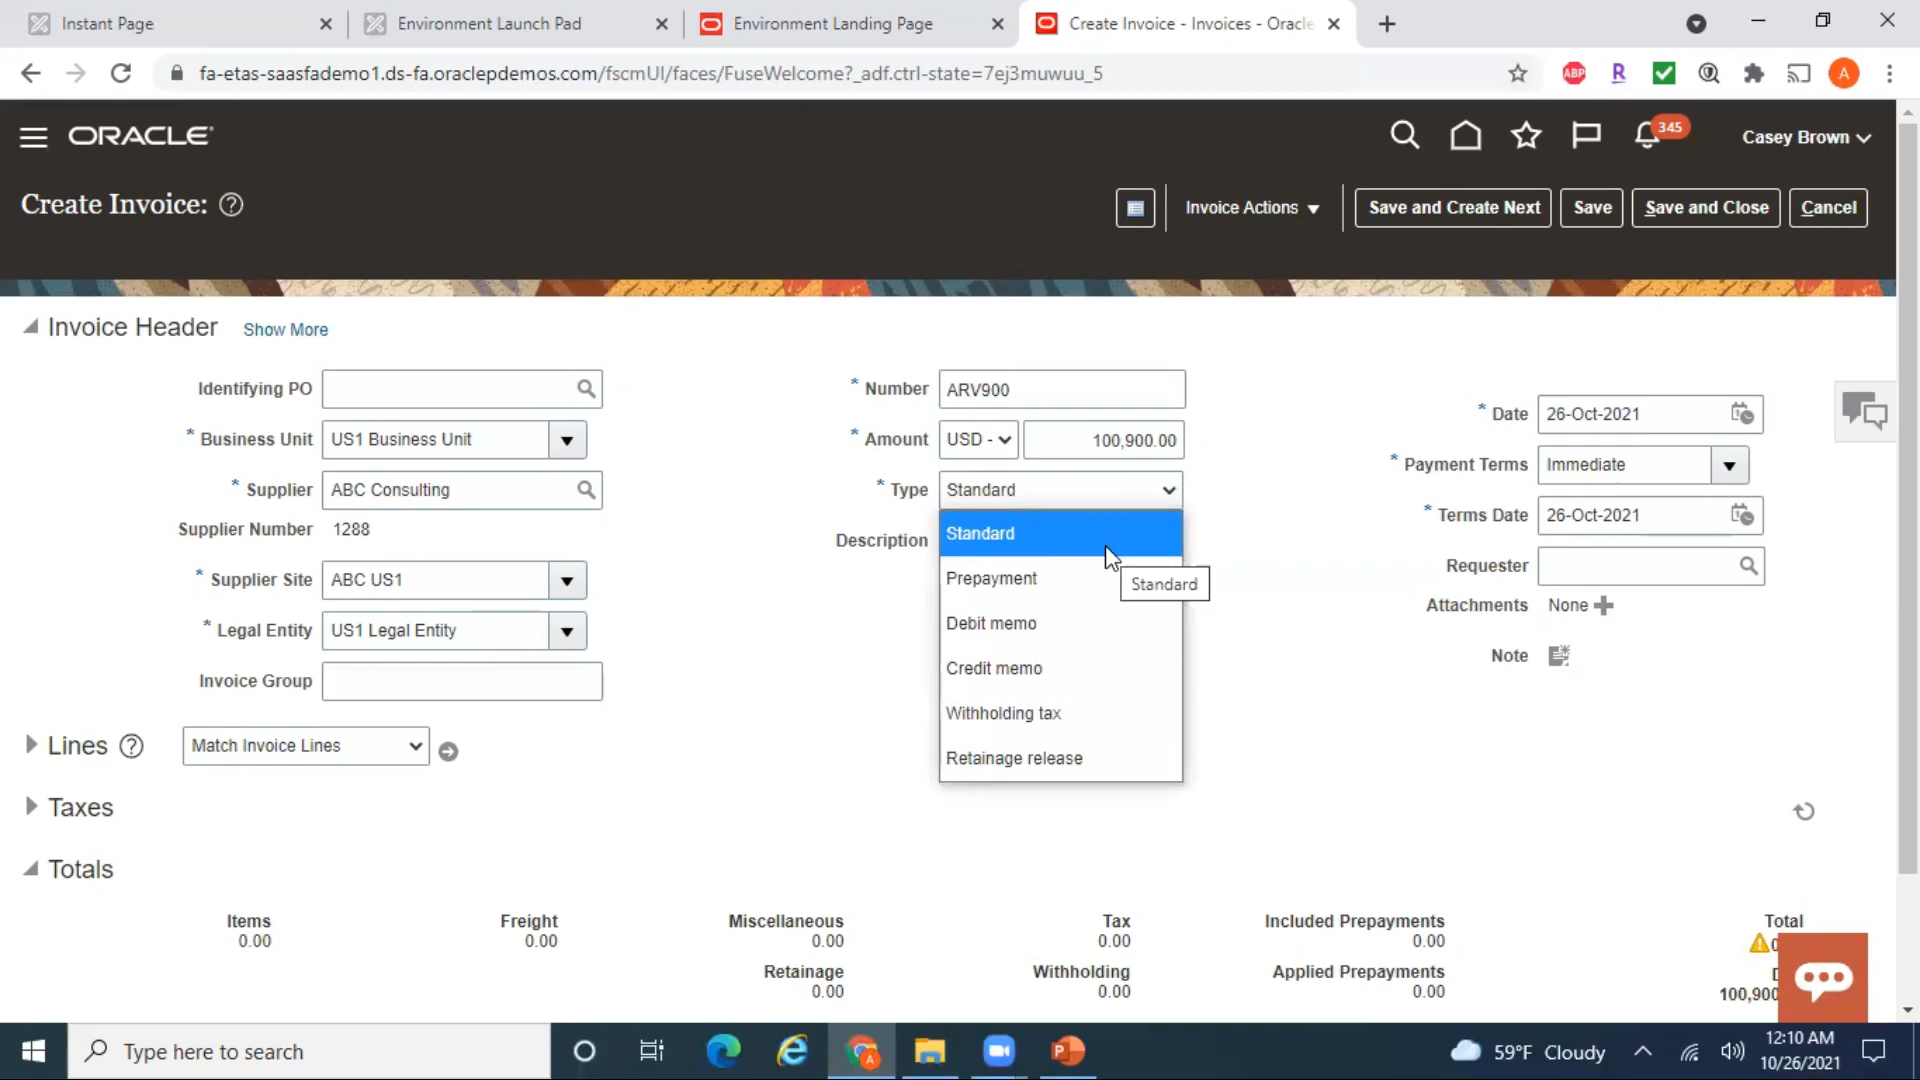 Instant Page
Environment Launch Pad
Environment Landing Page
Create Invoice - Invoices - Oracle
fa-etas-saasfademo1.ds-fa.oraclepdemos.com/fscmUI/faces/FuseWelcome?_adf.ctrl-state=7ej3muwuu_5
ABP
R
A
ORACLE
345
Casey Brown
Create Invoice:
Invoice Actions
Save and Create Next
Save
Save and Close
Cancel
Invoice Header
Show More
Identifying PO
* Business Unit US1 Business Unit
* Supplier ABC Consulting
Supplier Number 1288
* Supplier Site ABC US1
* Legal Entity US1 Legal Entity
Invoice Group
* Number ARV900
* Amount USD - 100,900.00
* Type Standard
Description
Standard
Prepayment
Debit memo
Credit memo
Withholding tax
Retainage release
Standard
* Date 26-Oct-2021
* Payment Terms Immediate
* Terms Date 26-Oct-2021
Requester
Attachments None
Note
Lines
Match Invoice Lines
Taxes
Totals
Items
0.00
Freight
0.00
Miscellaneous
0.00
Tax
0.00
Included Prepayments
0.00
Total
Retainage
0.00
Withholding
0.00
Applied Prepayments
0.00
100,900
Type here to search
A
59°F Cloudy
12:10 AM
10/26/2021